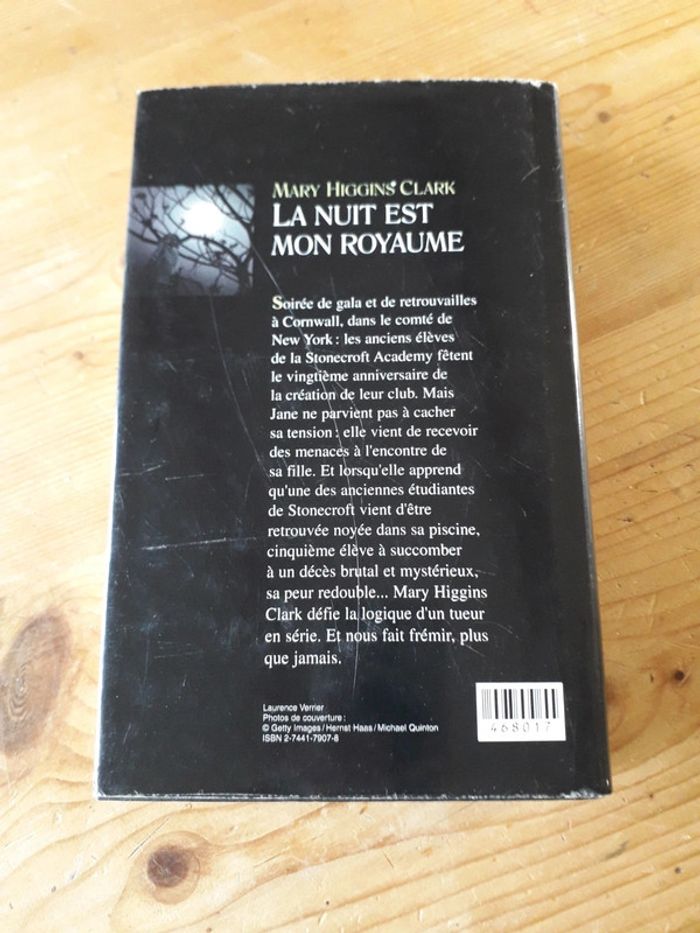 MARY HIGGINS CLARK
LA NUIT EST
MON ROYAUME
Soirée de gala et de retrouvailles
à Cornwall, dans le comté de
New York : les anciens élèves
de la Stonecroft Academy fêtent
le vingtième anniversaire de
la création de leur club. Mais
Jane ne parvient pas à cacher
sa tension : elle vient de recevoir
des menaces à l'encontre de
sa fille. Et lorsqu'elle apprend
qu'une des anciennes étudiantes
de Stonecroft vient d'être
retrouvée noyée dans sa piscine,
cinquième élève à succomber
à un décès brutal et mystérieux,
sa peur redouble... Mary Higgins
Clark défie la logique d'un tueur
en série. Et nous fait frémir, plus
que jamais.
Laurence Verrier
Photos de couverture :
© Getty Images / Hernst Haas / Michael Quinton
ISBN 2-7441-7907-8
468017